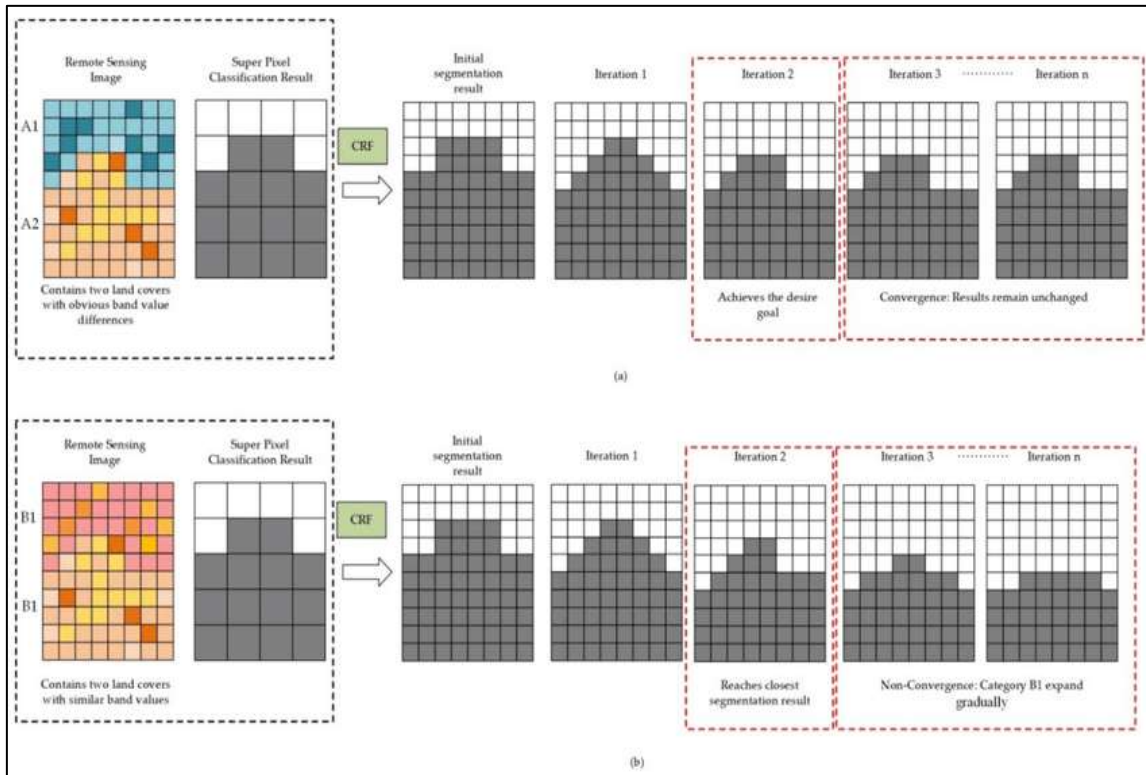 Remote Sensing
Image
Super Pixel
Classification Result
Initial
segmentation
result
Iteration 1
Iteration 2
Iteration 3 ........... Iteration n
A1
CRF
A2
Contains two land covers
with obvious band value
differences
Achieves the desire
goal
Convergence: Results remain unchanged
(a)
Remote Sensing
Image
Super Pixel
Classification Result
Initial
segmentation
result
Iteration 1
Iteration 2
Iteration 3 ........... Iteration n
B1
CRF
B1
Contains two land covers
with similar band values
Reaches closest
segmentation result
Non-Convergence: Category B1 expand
gradually
(b)